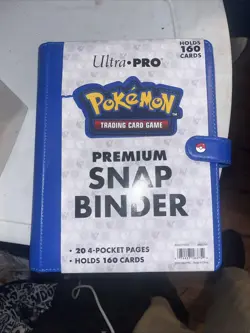 HOLDS
160
CARDS
Ultra•PRO
POKéMON
TRADING CARD GAME
PREMIUM
SNAP
BINDER
• 20 4-POCKET PAGES
• HOLDS 160 CARDS